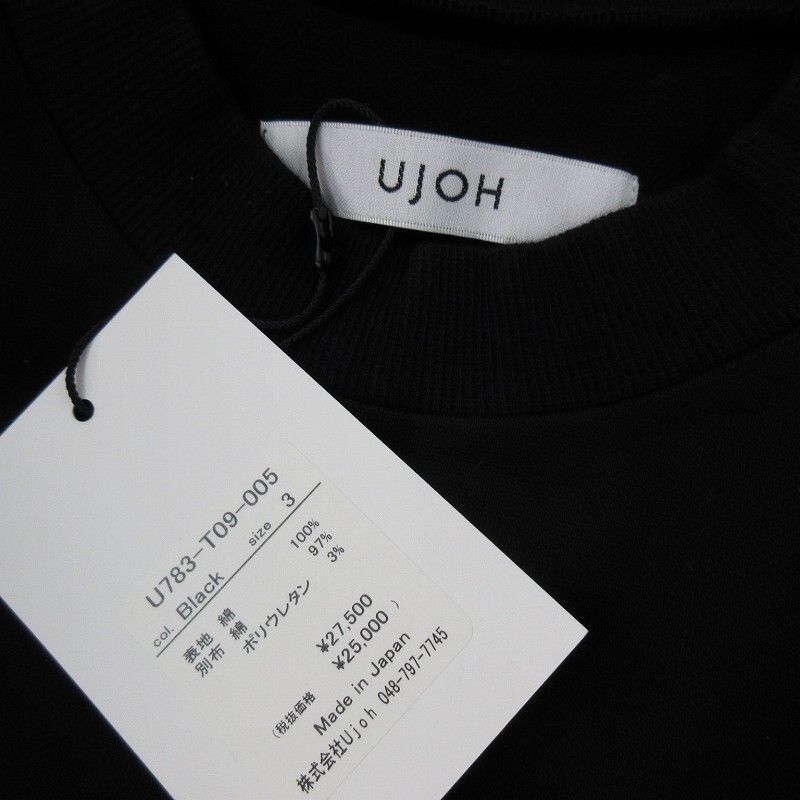 UJOH
U783-T09-005
col. Black size 3
表地 綿 100%
別布 綿 97%
ポリウレタン 3%
¥27,500
(税抜価格 ¥25,000 )
Made in Japan
株式会社Ujoh 048-797-7745